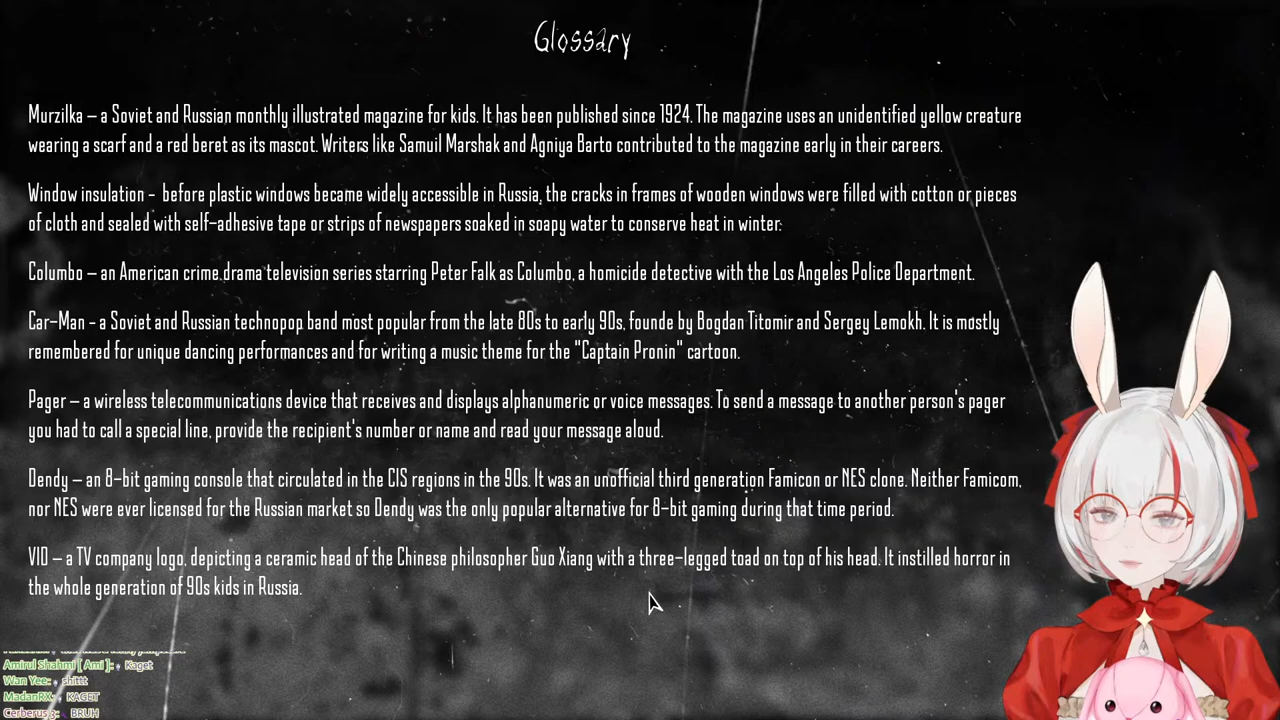 Glossary
Murzilka – a Soviet and Russian monthly illustrated magazine for kids. It has been published since 1924. The magazine uses an unidentified yellow creature
wearing a scarf and a red beret as its mascot. Writers like Samuil Marshak and Agniya Barto contributed to the magazine early in their careers.
Window insulation - before plastic windows became widely accessible in Russia, the cracks in frames of wooden windows were filled with cotton or pieces
of cloth and sealed with self-adhesive tape or strips of newspapers soaked in soapy water to conserve heat in winter.
Columbo – an American crime drama television series starring Peter Falk as Columbo, a homicide detective with the Los Angeles Police Department.
Car-Man - a Soviet and Russian technopop band most popular from the late 80s to early 90s, founde by Bogdan Titomir and Sergey Lemokh. It is mostly
remembered for unique dancing performances and for writing a music theme for the "Captain Pronin" cartoon.
Pager – a wireless telecommunications device that receives and displays alphanumeric or voice messages. To send a message to another person's pager
you had to call a special line, provide the recipient's number or name and read your message aloud.
Dendy – an 8-bit gaming console that circulated in the CIS regions in the 90s. It was an unofficial third generation Famicon or NES clone. Neither Famicom,
nor NES were ever licensed for the Russian market so Dendy was the only popular alternative for 8-bit gaming during that time period.
VID – a TV company logo, depicting a ceramic head of the Chinese philosopher Guo Xiang with a three-legged toad on top of his head. It instilled horror in
the whole generation of 90s kids in Russia.
Amirul Shahmi [ Ami ]: Kaget
Wan Yee: shittt
MadanRX: KAGET
Cerberus 3: BRUH